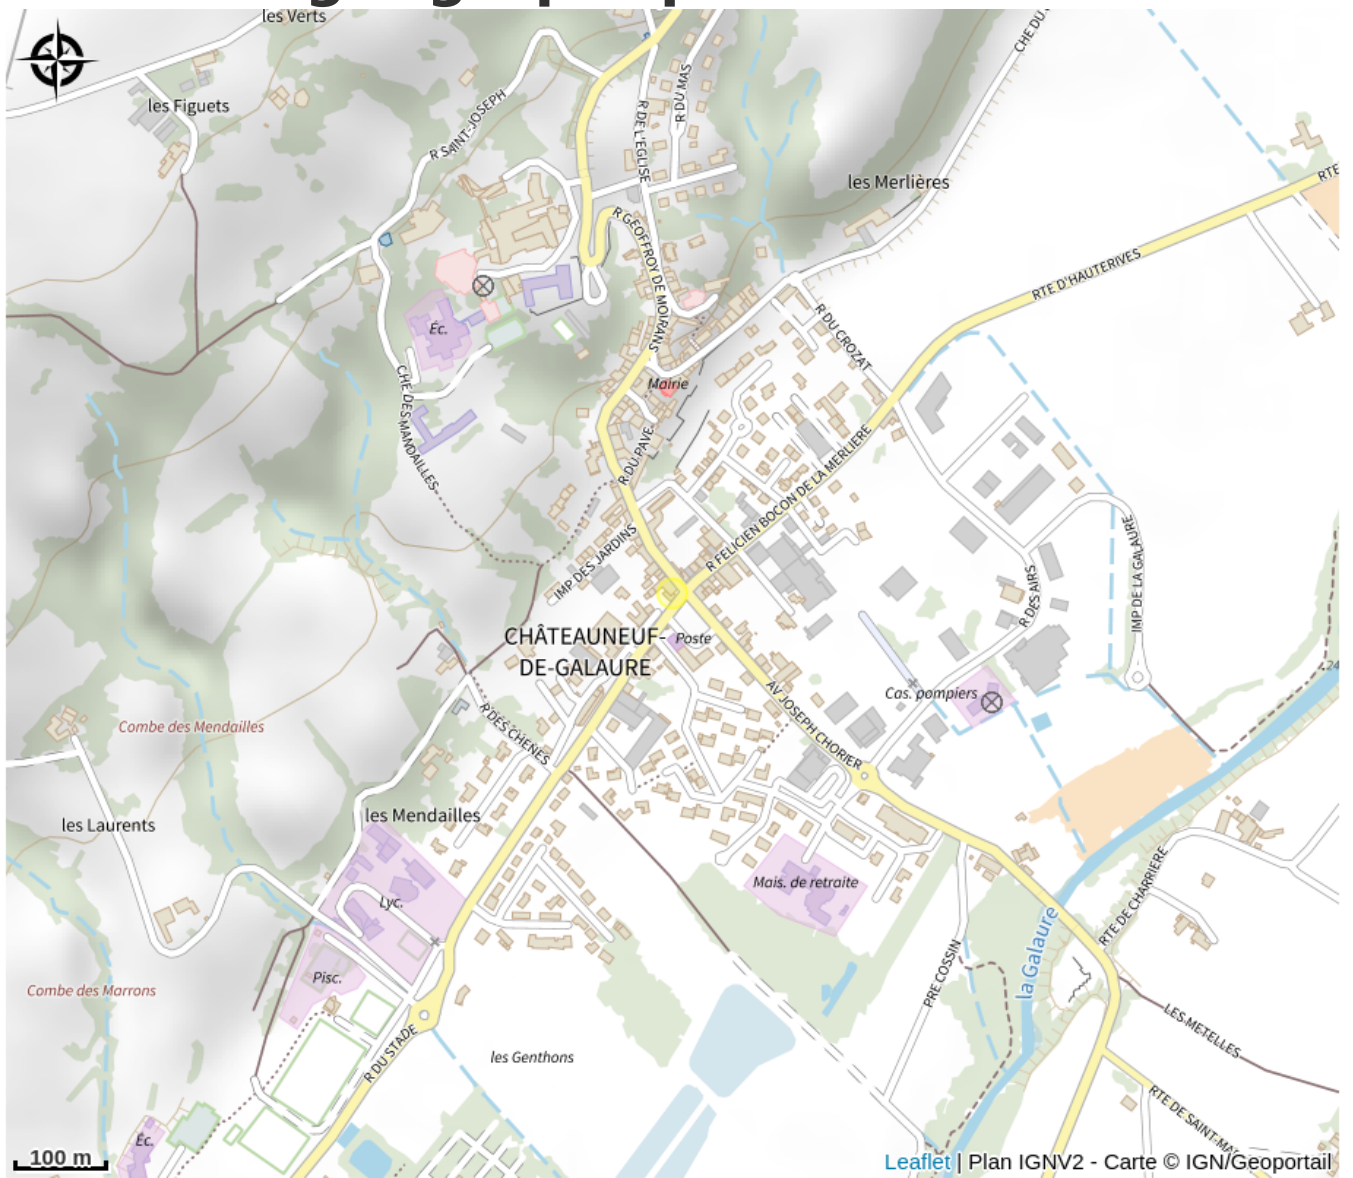 les Verts
CHE DU
les Figuets
R DU MAS
R DE L'EGLISE
R SAINT-JOSEPH
les Merlières
RTE
R GEOFFROY DE MOIRANS
RTE D'HAUTERIVES
Éc.
R DU CROZAT
Mairie
CHE DES MANDAILLES
R DU PAVE
R FELICIEN BOCON DE LA MERLIERE
IMP DES JARDINS
IMP DE LA GALAURE
R DES AIRS
CHÂTEAUNEUF-
DE-GALAURE
Poste
Cas. pompiers
AV JOSEPH CHORIER
R DES CHENES
Combe des Mendailles
les Laurents
les Mendailles
Lyc.
Mais. de retraite
RTE DE CHARRIERE
la Galaure
PRE COSSIN
Pisc.
Combe des Marrons
LES METELLES
R DU STADE
les Genthons
RTE DE SAINT-MA
Éc.
100 m
Leaflet | Plan IGNV2 - Carte © IGN/Geoportail